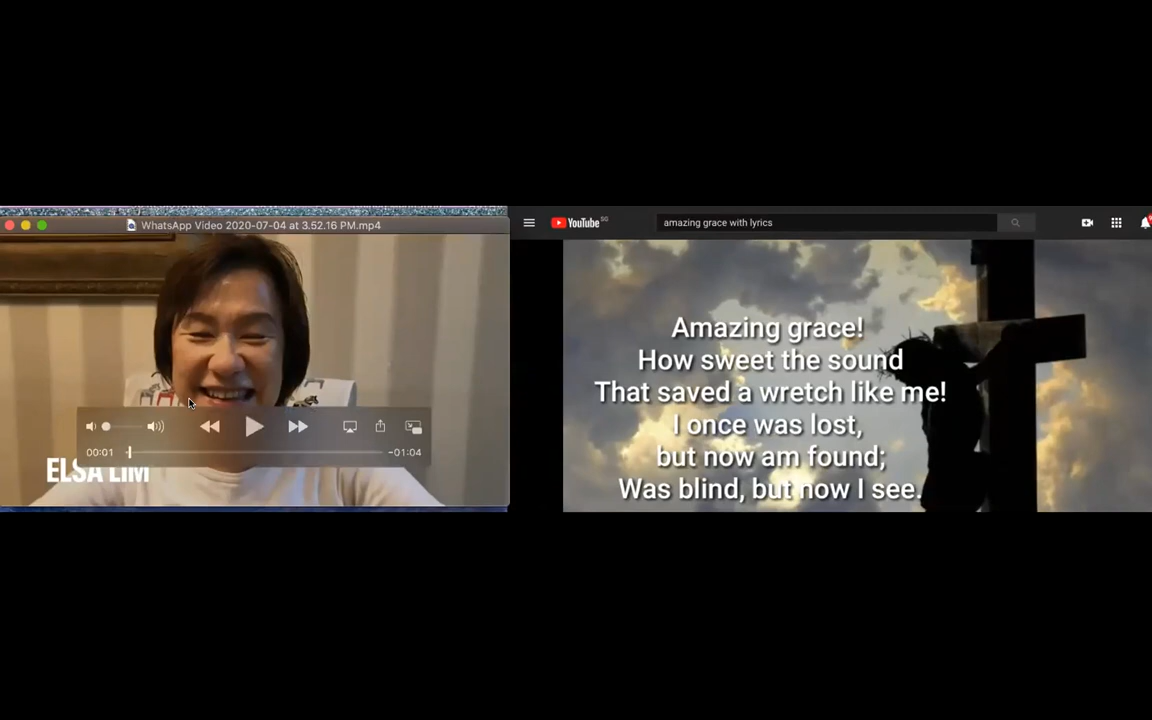 WhatsApp Video 2020-07-04 at 3.52.16 PM.mp4
00:01
-01:04
ELSA LIM
YouTube SG
amazing grace with lyrics
9
Amazing grace!
How sweet the sound
That saved a wretch like me!
I once was lost,
but now am found;
Was blind, but now I see.